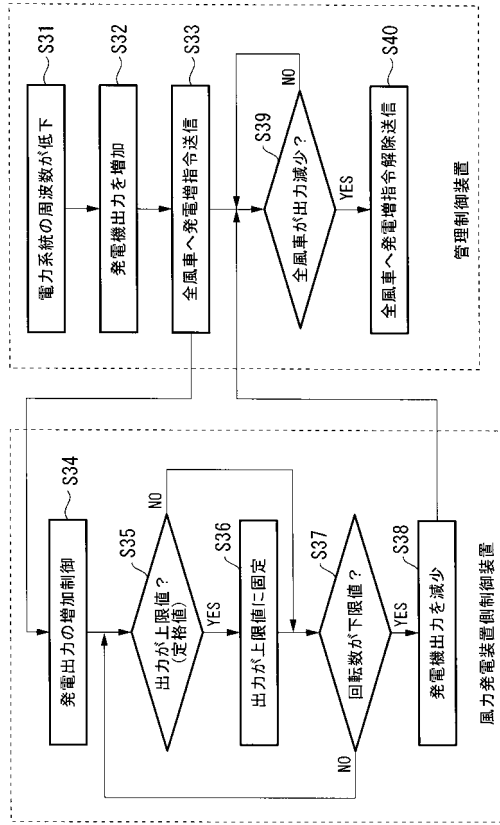 S31
電力系統の周波数が低下
S32
発電機出力を増加
S33
全風車へ発電増指令送信
S39
全風車が出力減少？
NO
YES
S40
全風車へ発電増指令解除送信
管理制御装置
S34
発電出力の増加制御
S35
出力が上限値？
(定格値)
NO
YES
S36
出力が上限値に固定
S37
回転数が下限値？
NO
YES
S38
発電機出力を減少
風力発電装置側制御装置